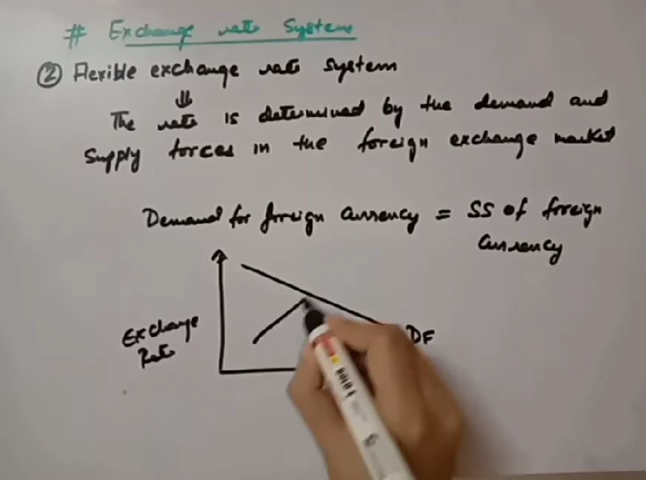 # Exchange rate System
② Flexible exchange rate system
⇓
The rate is determined by the demand and
Supply forces in the foreign exchange market
Demand for foreign Currency = SS of foreign
Currency
Exchange
Rate
DF